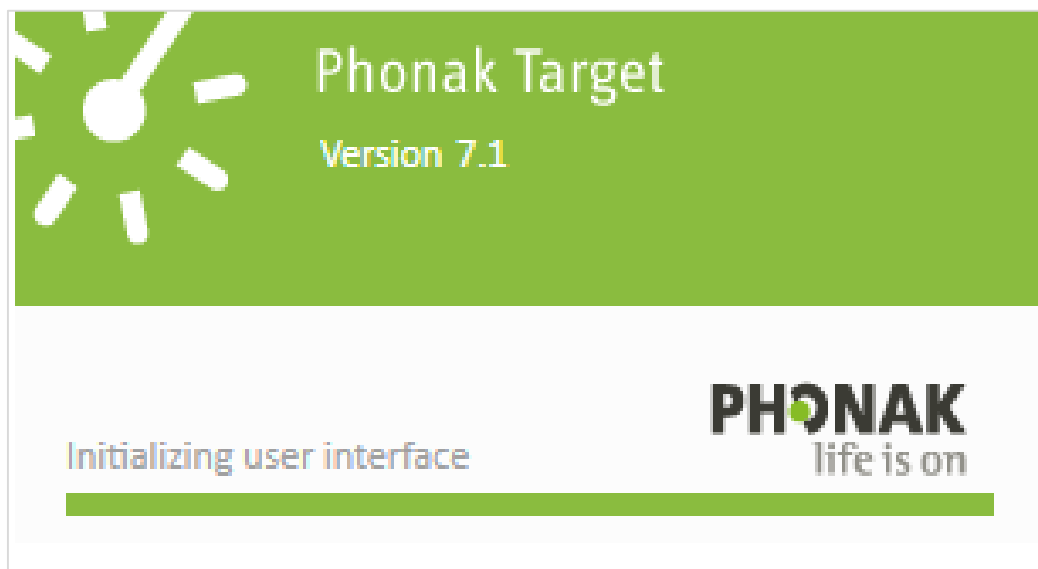 Phonak Target
Version 7.1
PHONAK
life is on
Initializing user interface